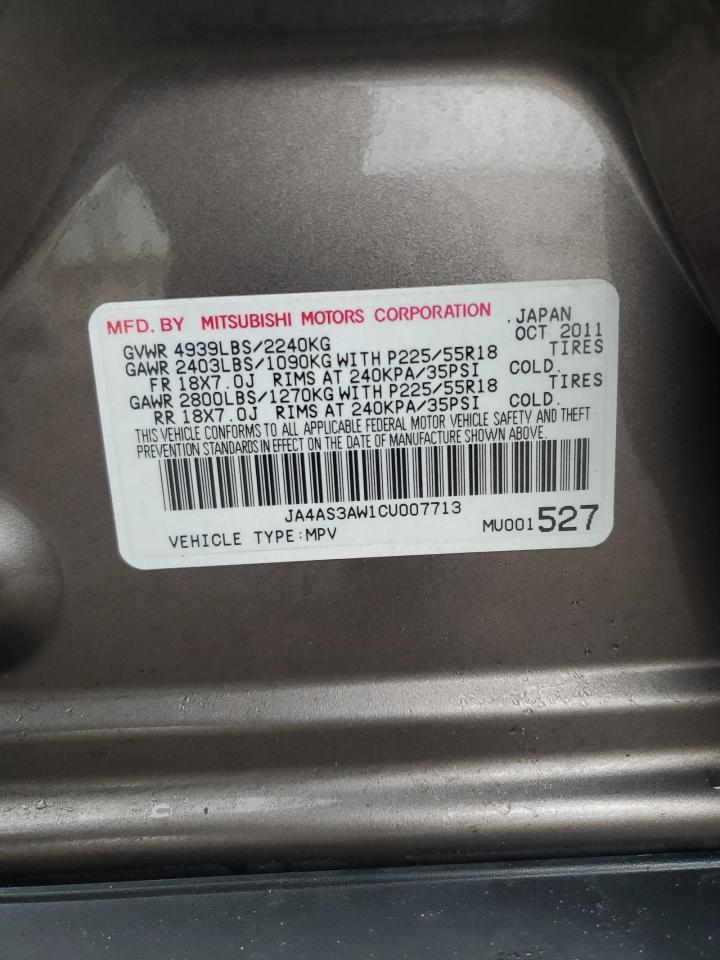 MFD. BY MITSUBISHI MOTORS CORPORATION . JAPAN
GVWR 4939LBS/2240KG OCT 2011
GAWR 2403LBS/1090KG WITH P225/55R18 TIRES
FR 18X7.0J RIMS AT 240KPA/35PSI COLD.
GAWR 2800LBS/1270KG WITH P225/55R18 TIRES
RR 18X7.0J RIMS AT 240KPA/35PSI COLD.
THIS VEHICLE CONFORMS TO ALL APPLICABLE FEDERAL MOTOR VEHICLE SAFETY AND THEFT
PREVENTION STANDARDS IN EFFECT ON THE DATE OF MANUFACTURE SHOWN ABOVE.
JA4AS3AW1CU007713
VEHICLE TYPE:MPV MU001 527